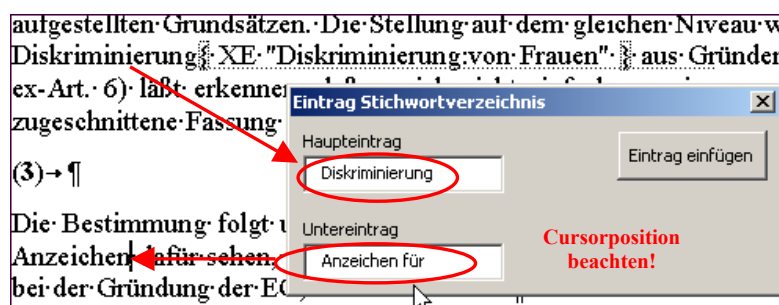 aufgestellten·Grundsätzen.·Die·Stellung·auf·dem·gleichen·Niveau·w
Diskriminierung{·XE·"Diskriminierung:von·Frauen"·}·aus·Gründen
ex-Art.·6)·läßt·erkennen
zugeschnittene·Fassung·
(3)→¶
Die·Bestimmung·folgt·u
Anzeichen·dafür·sehen,
bei·der·Gründung·der·EG
Eintrag Stichwortverzeichnis
Haupteintrag
Diskriminierung
Eintrag einfügen
Untereintrag
Anzeichen für
Cursorposition
beachten!